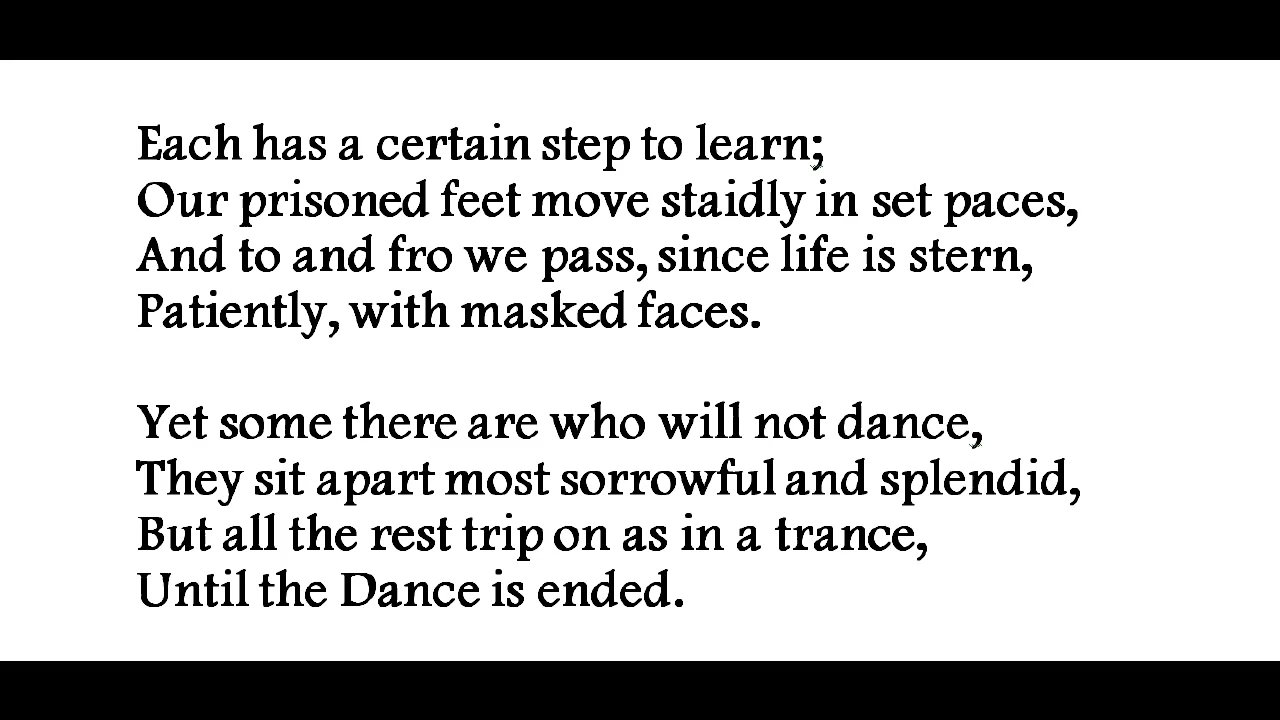 Each has a certain step to learn;
Our prisoned feet move staidly in set paces,
And to and fro we pass, since life is stern,
Patiently, with masked faces.

Yet some there are who will not dance,
They sit apart most sorrowful and splendid,
But all the rest trip on as in a trance,
Until the Dance is ended.